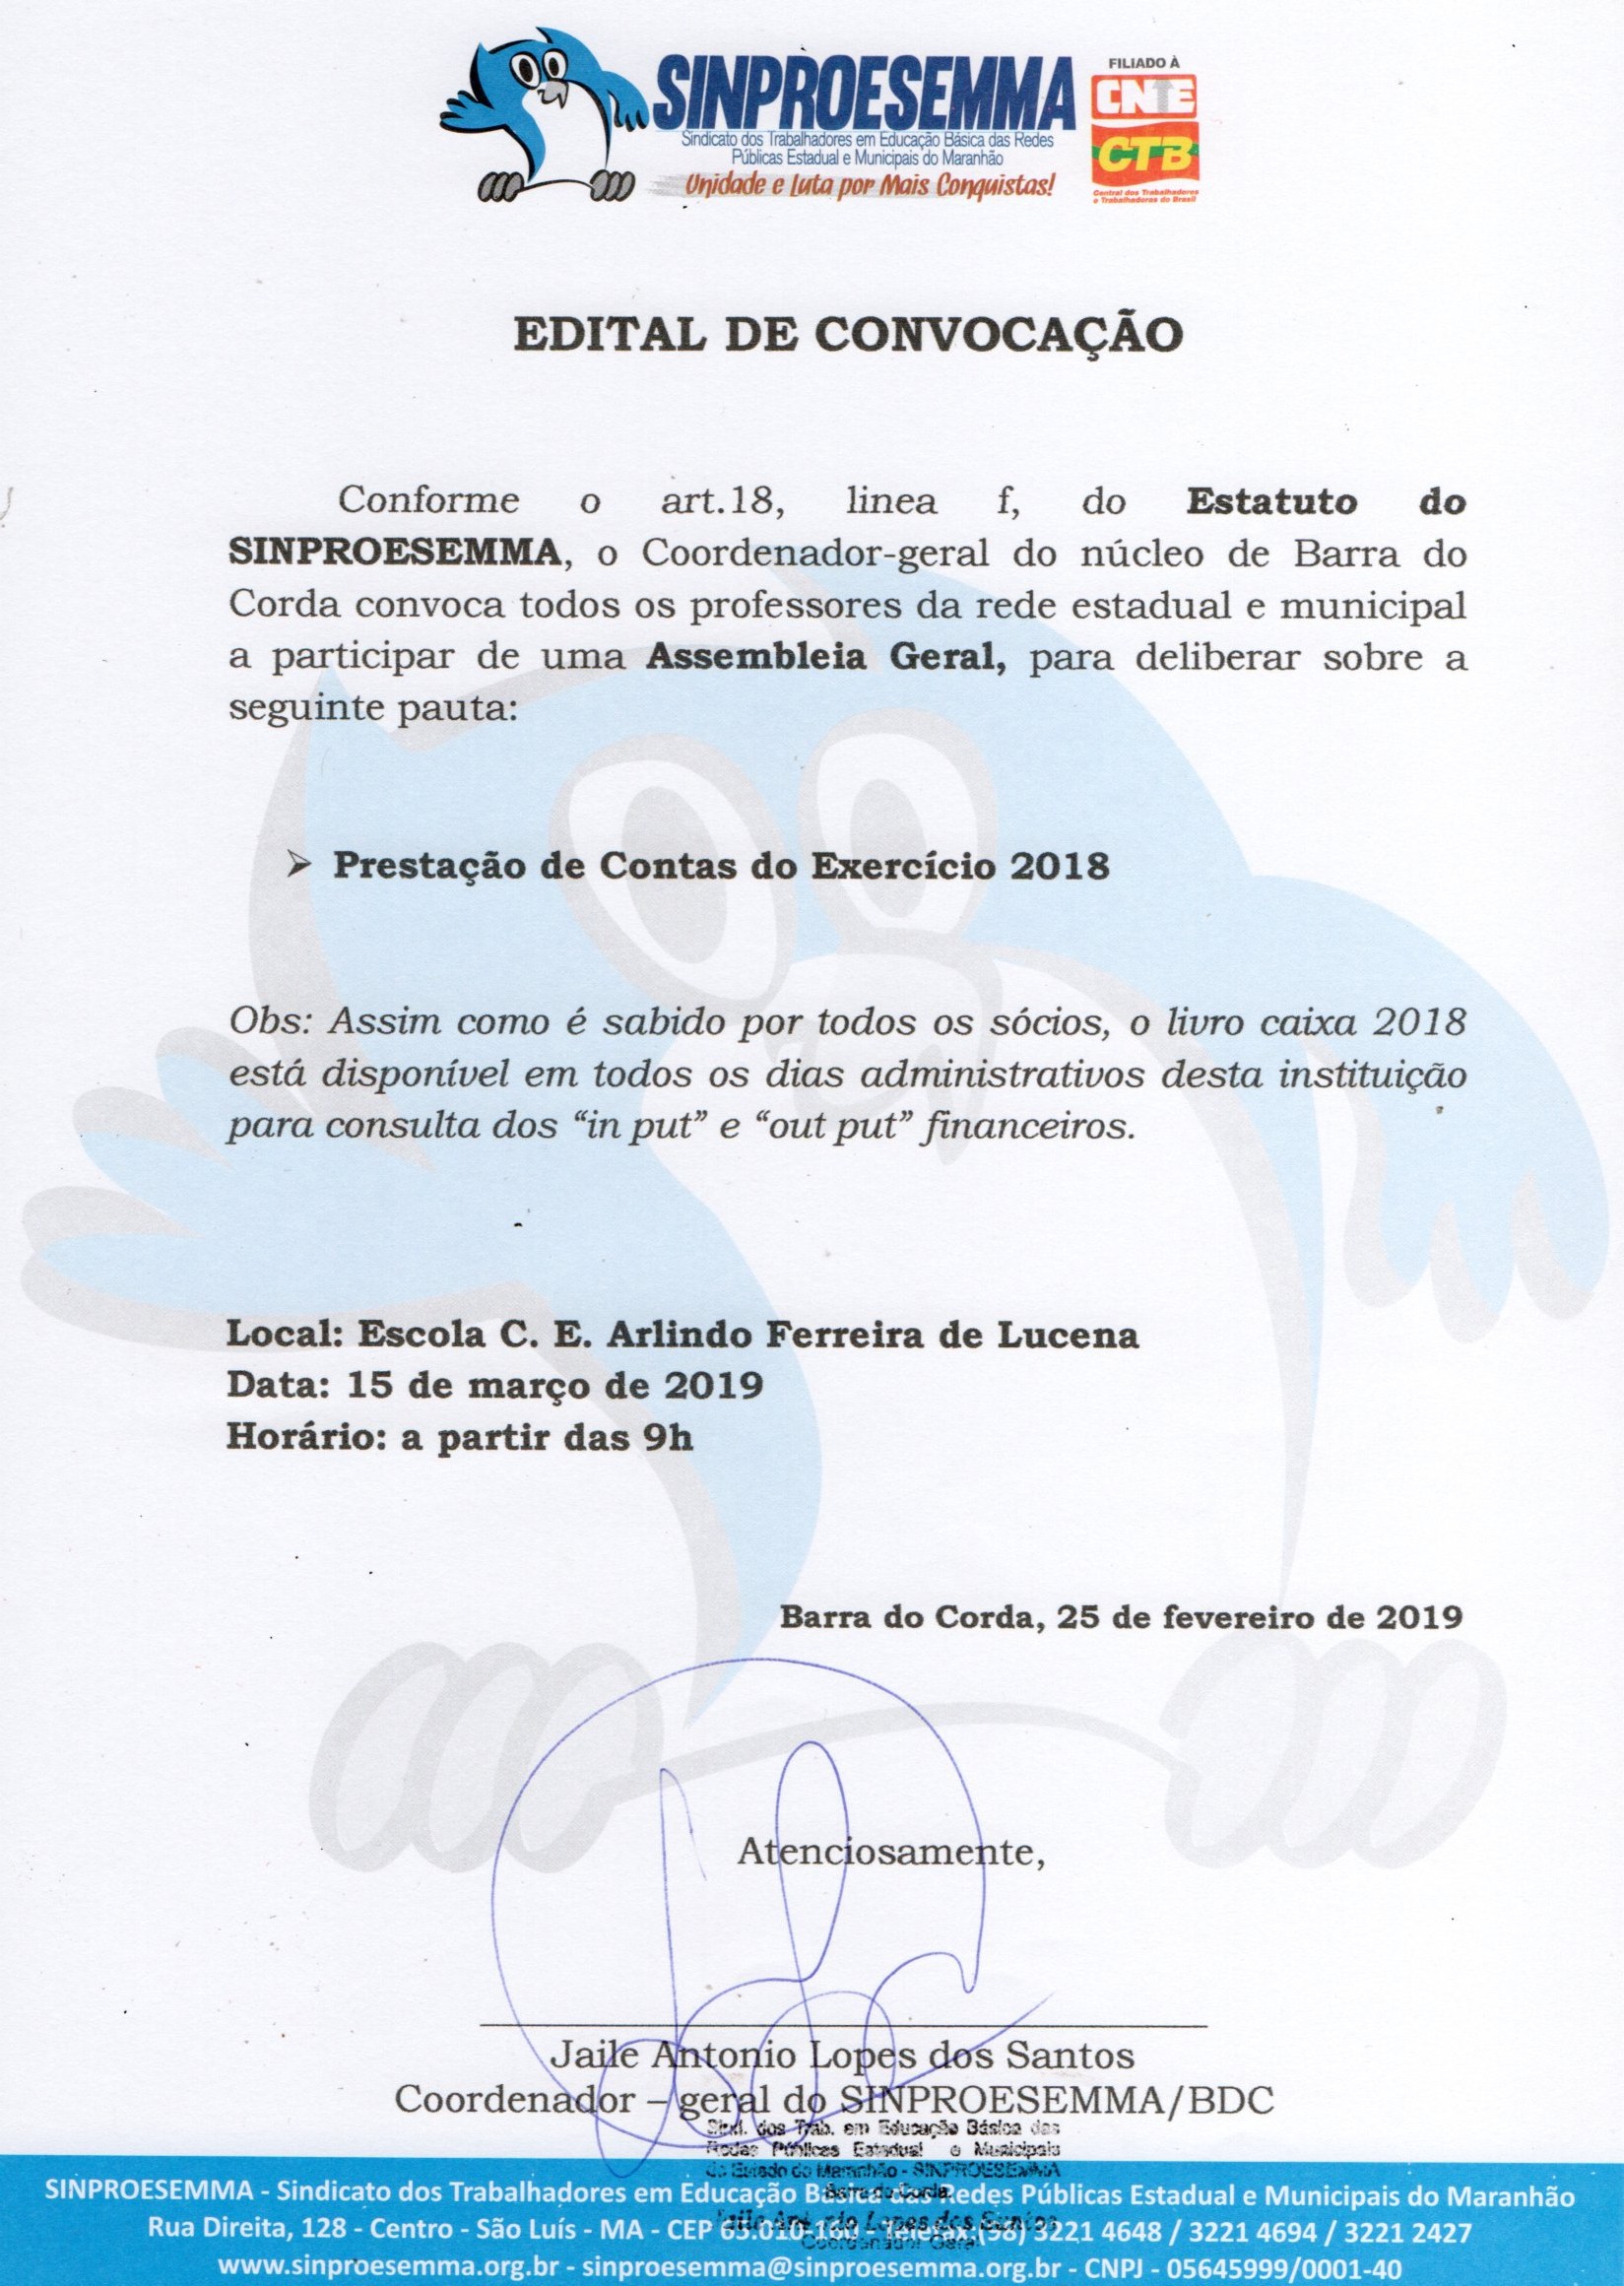 SINPROESEMMA
Sindicato dos Trabalhadores em Educação Básica das Redes
Públicas Estadual e Municipais do Maranhão
Unidade e Luta por Mais Conquistas!
FILIADO À
CNTE
CTB
Central dos Trabalhadores
e Trabalhadoras do Brasil
EDITAL DE CONVOCAÇÃO
Conforme o art.18, linea f, do Estatuto do
SINPROESEMMA, o Coordenador-geral do núcleo de Barra do
Corda convoca todos os professores da rede estadual e municipal
a participar de uma Assembleia Geral, para deliberar sobre a
seguinte pauta:
➢ Prestação de Contas do Exercício 2018
Obs: Assim como é sabido por todos os sócios, o livro caixa 2018
está disponível em todos os dias administrativos desta instituição
para consulta dos “in put” e “out put” financeiros.
Local: Escola C. E. Arlindo Ferreira de Lucena
Data: 15 de março de 2019
Horário: a partir das 9h
Barra do Corda, 25 de fevereiro de 2019
Atenciosamente,
Jaile Antonio Lopes dos Santos
Coordenador – geral do SINPROESEMMA/BDC
Sind. dos Trab. em Educação Básica das
Redes Públicas Estadual e Municipais
do Estado do Maranhão - SINPROESEMMA
Barra do Corda
SINPROESEMMA - Sindicato dos Trabalhadores em Educação Básica das Redes Públicas Estadual e Municipais do Maranhão
Jaile Antonio Lopes dos Santos
Coordenador Geral
Rua Direita, 128 - Centro - São Luís - MA - CEP 65.010-160 - Telefax:(98) 3221 4648 / 3221 4694 / 3221 2427
www.sinproesemma.org.br - sinproesemma@sinproesemma.org.br - CNPJ - 05645999/0001-40